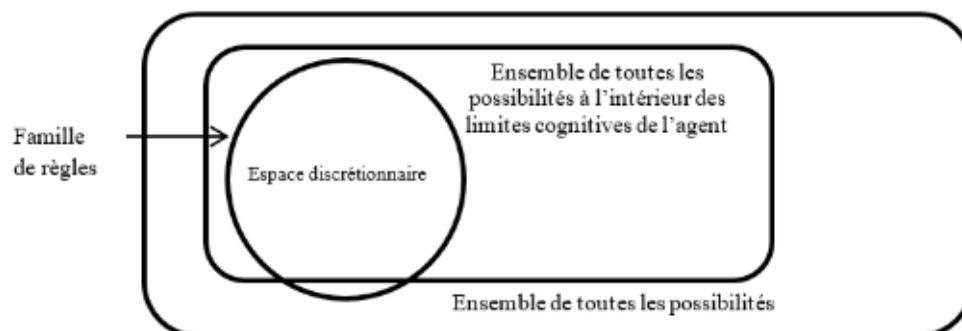 Ensemble de toutes les
possibilités à l'intérieur des
limites cognitives de l'agent
Famille
de règles
Espace discrétionnaire
Ensemble de toutes les possibilités